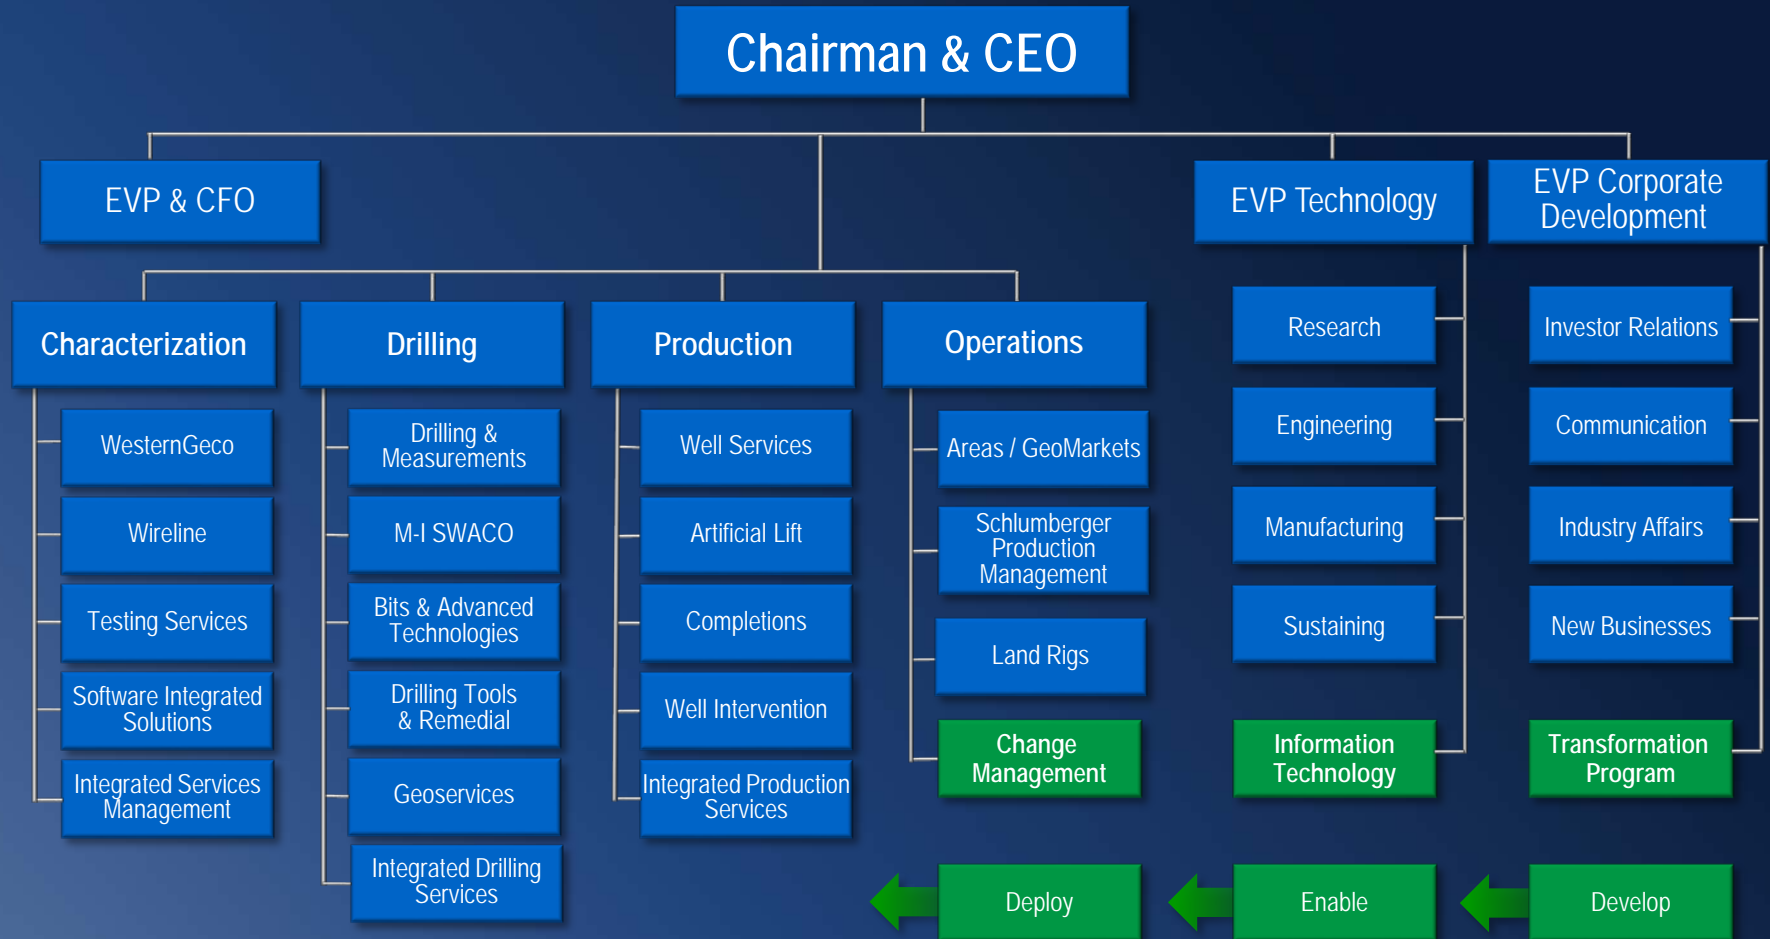 Chairman & CEO
EVP & CFO
EVP Technology
EVP Corporate
Development
Characterization
WesternGeco
Wireline
Testing Services
Software Integrated
Solutions
Integrated Services
Management
Drilling
Drilling &
Measurements
M-I SWACO
Bits & Advanced
Technologies
Drilling Tools
& Remedial
Geoservices
Integrated Drilling
Services
Production
Well Services
Artificial Lift
Completions
Well Intervention
Integrated Production
Services
Operations
Areas / GeoMarkets
Schlumberger
Production
Management
Land Rigs
Change
Management
Research
Engineering
Manufacturing
Sustaining
Information
Technology
Investor Relations
Communication
Industry Affairs
New Businesses
Transformation
Program
Deploy
Enable
Develop